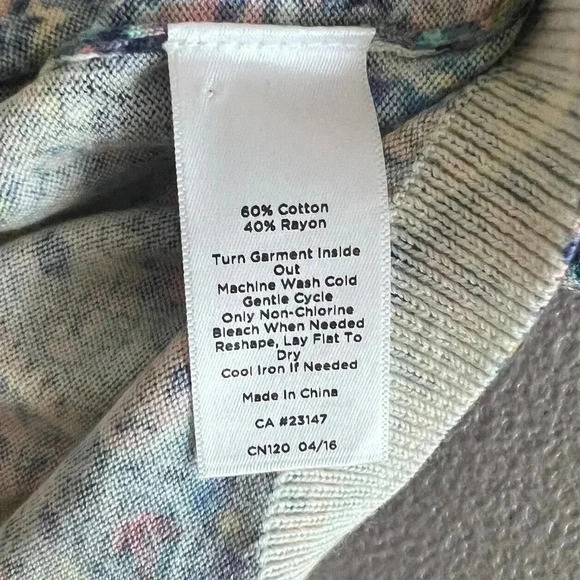 60% Cotton
40% Rayon
Turn Garment Inside
Out
Machine Wash Cold
Gentle Cycle
Only Non-Chlorine
Bleach When Needed
Reshape, Lay Flat To
Dry
Cool Iron If Needed
Made In China
CA #23147
CN120 04/16